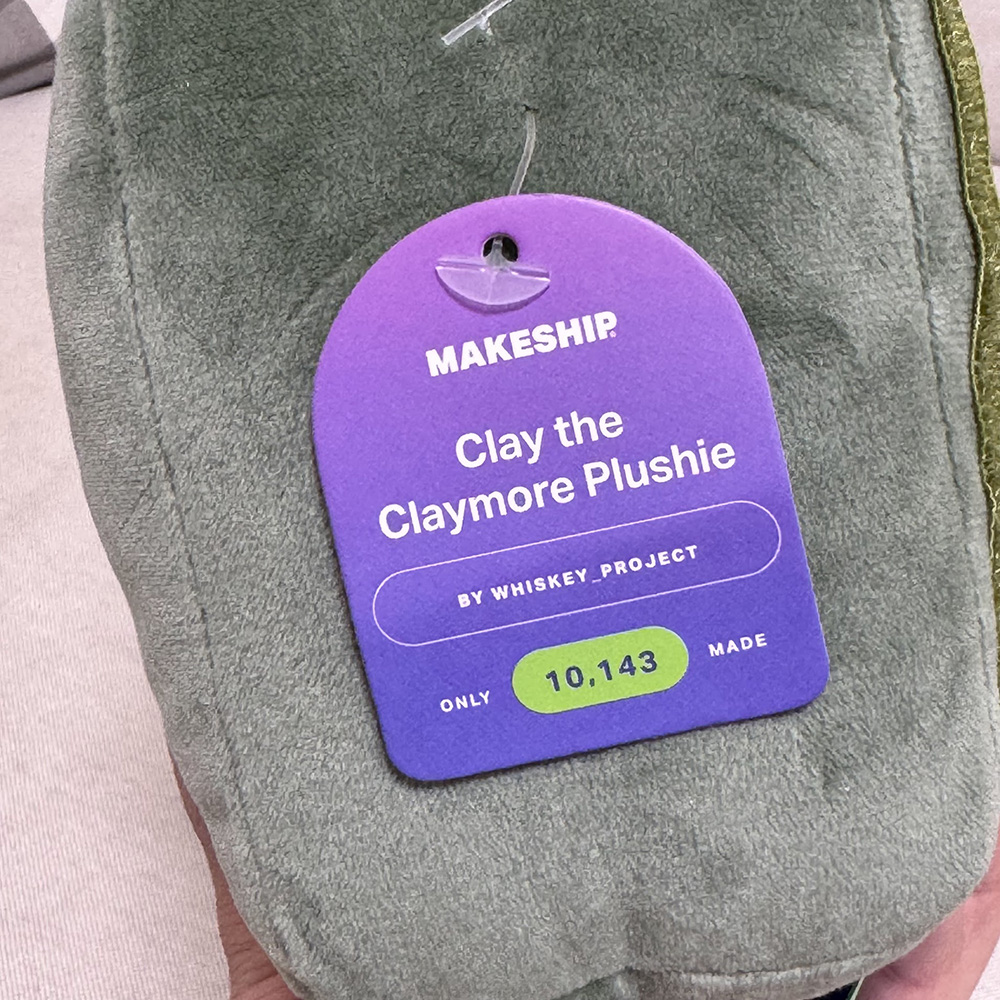 MAKESHIP®
Clay the
Claymore Plushie
BY WHISKEY_PROJECT
ONLY 10,143 MADE